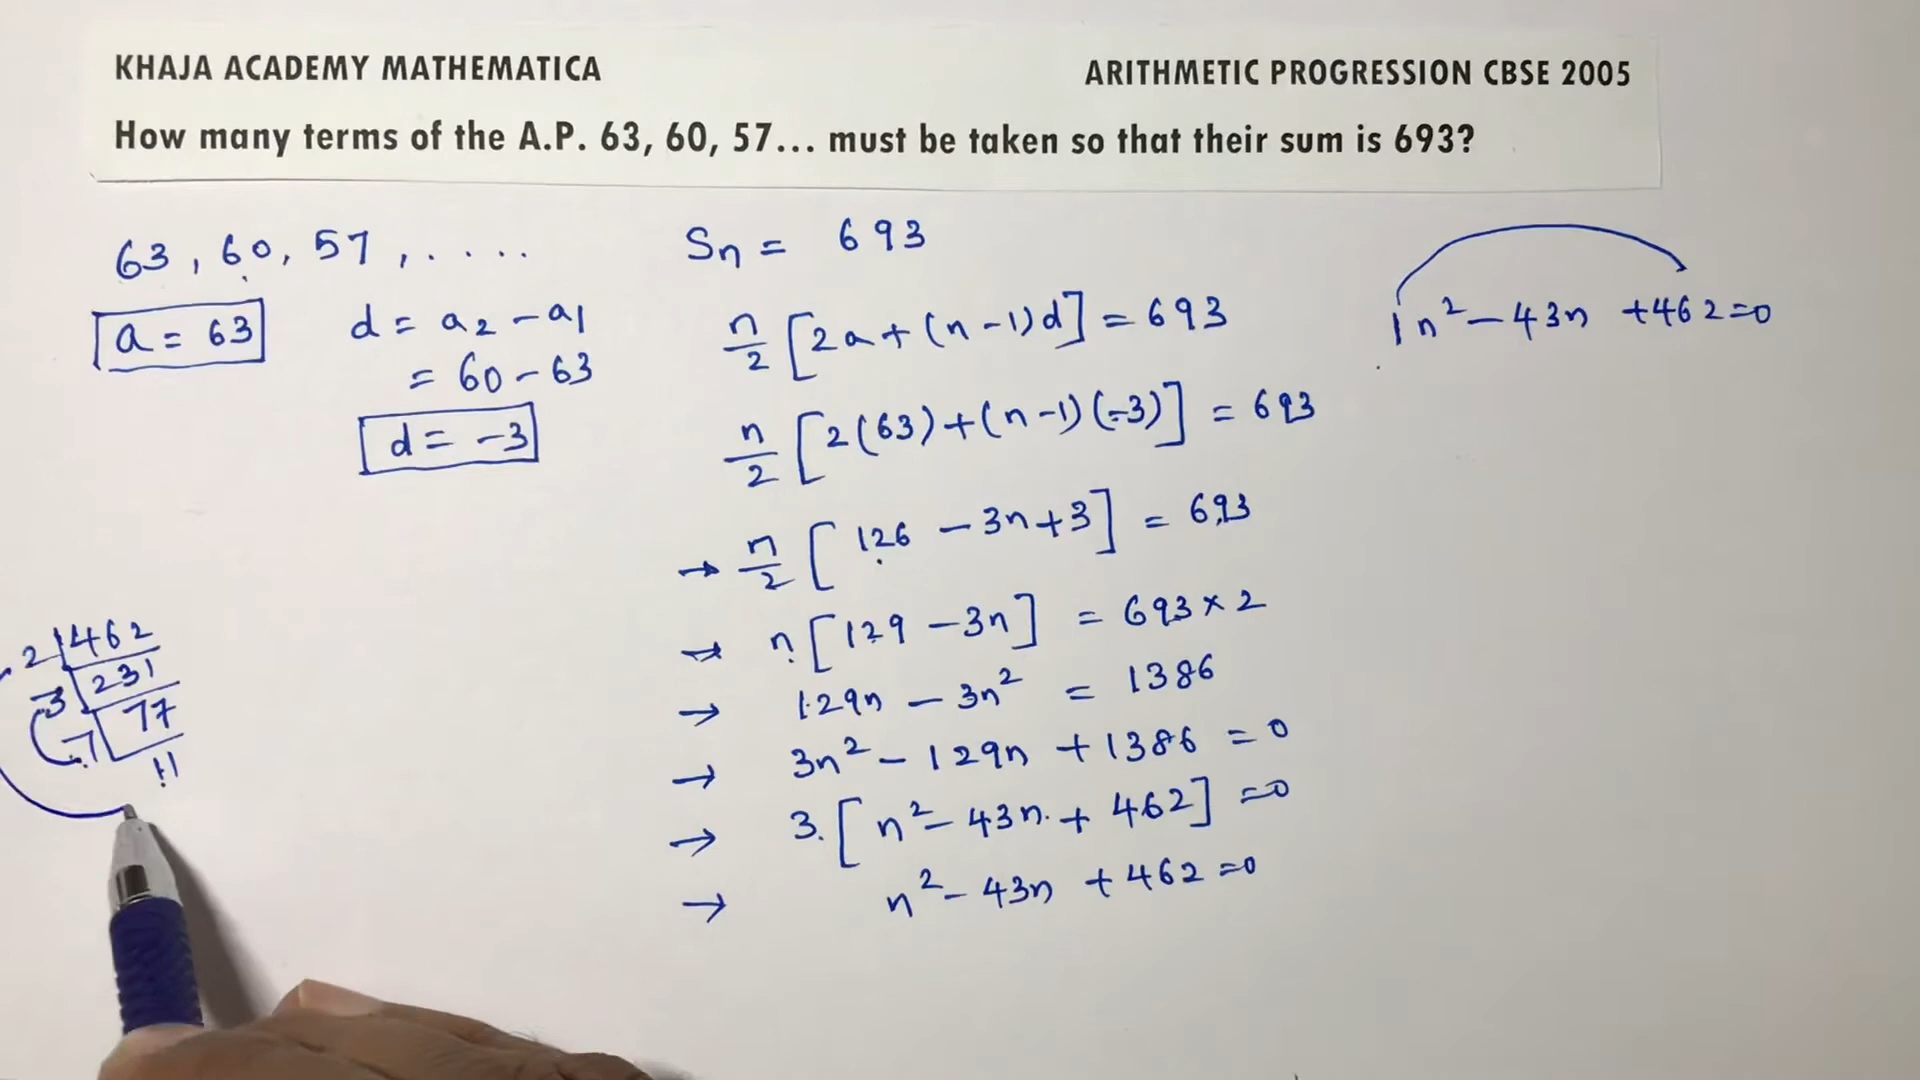 KHAJA ACADEMY MATHEMATICA
ARITHMETIC PROGRESSION CBSE 2005
How many terms of the A.P. 63, 60, 57... must be taken so that their sum is 693?
63, 60, 57, ....
a = 63
d = a2 - a1
= 60 - 63
d = -3
2 | 462
3 | 231
7 | 77
11
Sn = 693
n/2 [2a + (n - 1)d] = 693
n/2 [2(63) + (n - 1)(-3)] = 693
→ n/2 [126 - 3n + 3] = 693
→ n[129 - 3n] = 693 × 2
→ 129n - 3n² = 1386
→ 3n² - 129n + 1386 = 0
→ 3.[n² - 43n. + 462] = 0
→ n² - 43n + 462 = 0
1n² - 43n + 462 = 0